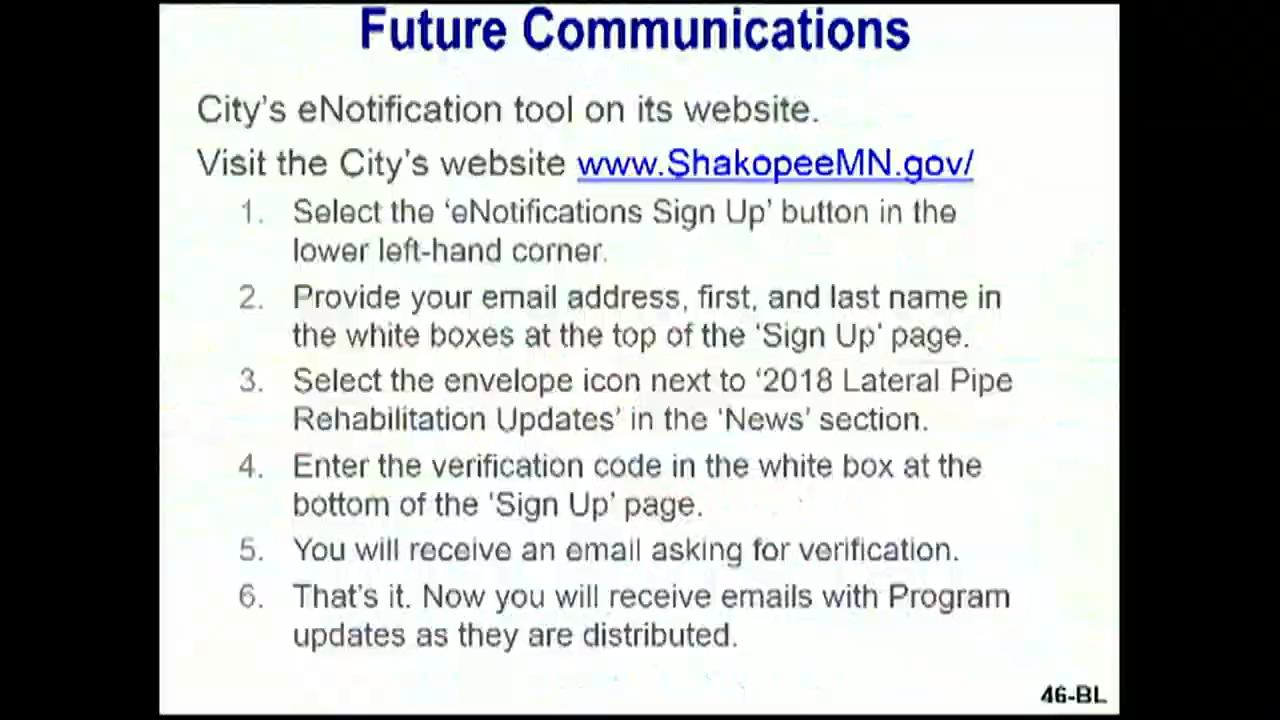 Future Communications
City's eNotification tool on its website.
Visit the City's website www.ShakopeeMN.gov/
1. Select the 'eNotifications Sign Up' button in the
lower left-hand corner.
2. Provide your email address, first, and last name in
the white boxes at the top of the 'Sign Up' page.
3. Select the envelope icon next to '2018 Lateral Pipe
Rehabilitation Updates' in the 'News' section.
4. Enter the verification code in the white box at the
bottom of the 'Sign Up' page.
5. You will receive an email asking for verification.
6. That's it. Now you will receive emails with Program
updates as they are distributed.
46-BL